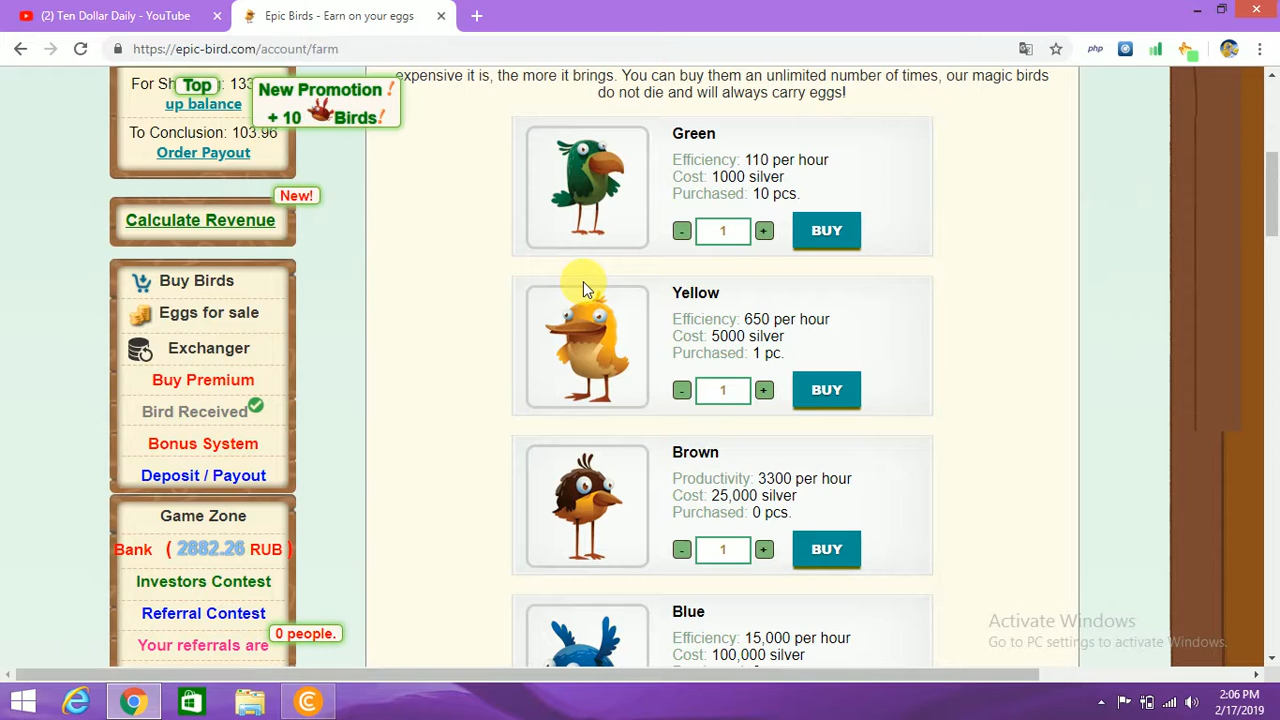 (2) Ten Dollar Daily - YouTube
Epic Birds - Earn on your eggs
https://epic-bird.com/account/farm
php
Top
up balance
New Promotion !
+ 10 Birds!
To Conclusion: 103.96
Order Payout
New!
Calculate Revenue
Buy Birds
Eggs for sale
Exchanger
Buy Premium
Bird Received
Bonus System
Deposit / Payout
Game Zone
Bank ( 2882.26 RUB )
Investors Contest
Referral Contest
0 people.
Your referrals are
expensive it is, the more it brings. You can buy them an unlimited number of times, our magic birds
do not die and will always carry eggs!
Green
Efficiency: 110 per hour
Cost: 1000 silver
Purchased: 10 pcs.
- 1 + BUY
Yellow
Efficiency: 650 per hour
Cost: 5000 silver
Purchased: 1 pc.
- 1 + BUY
Brown
Productivity: 3300 per hour
Cost: 25,000 silver
Purchased: 0 pcs.
- 1 + BUY
Blue
Efficiency: 15,000 per hour
Cost: 100,000 silver
Activate Windows
Go to PC settings to activate Windows.
2:06 PM
2/17/2019